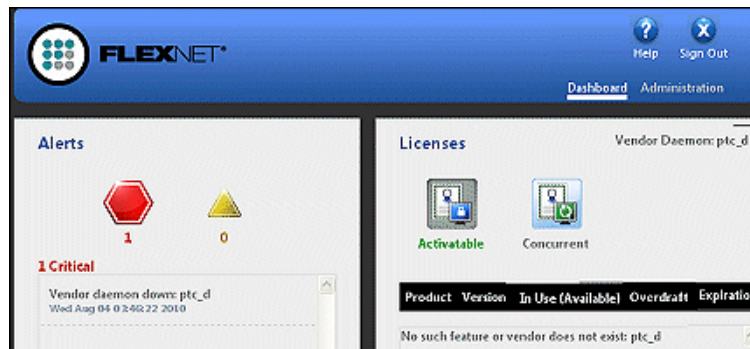 FLEXNET
Help
Sign Out
Dashboard
Administration
Alerts
1
0
1 Critical
Vendor daemon down: ptc_d
Wed Aug 04 03:46:22 2010
Licenses
Vendor Daemon: ptc_d
Activatable
Concurrent
Product Version In Use (Available) Overdraft Expiratio
No such feature or vendor does not exist: ptc_d